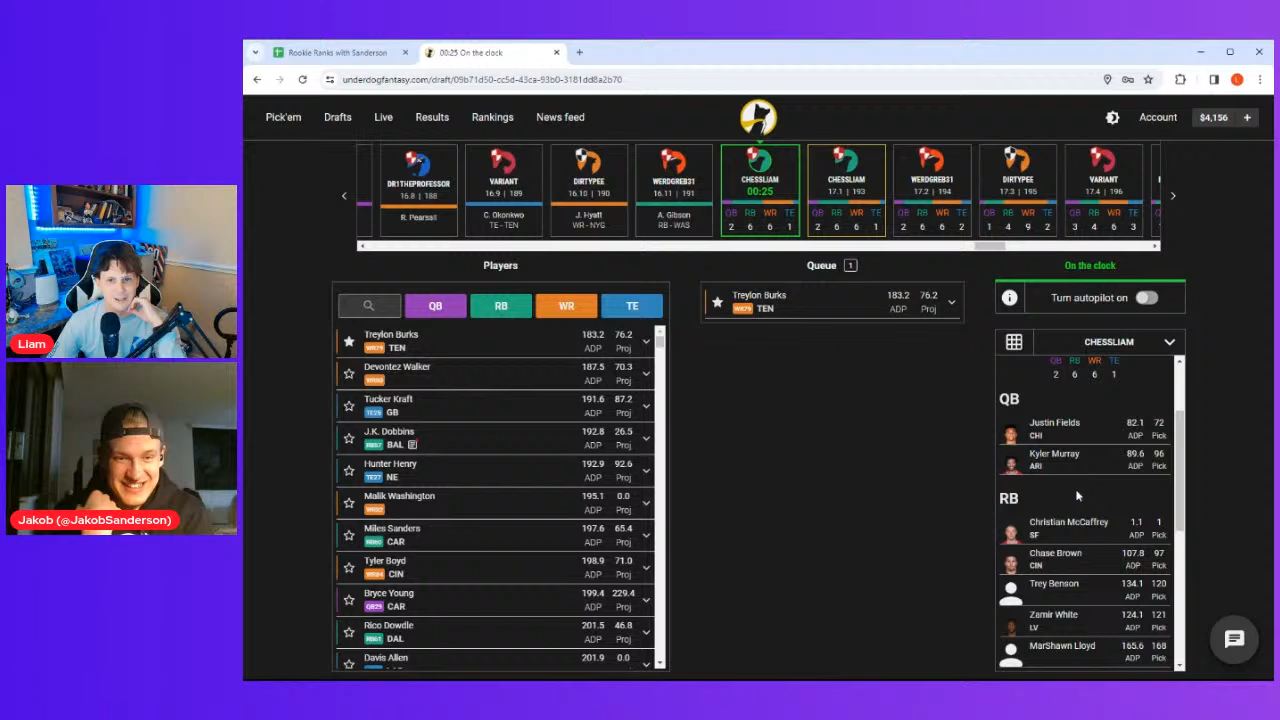 Rookie Ranks with Sanderson
00:25 On the clock
underdogfantasy.com/draft/09b71d50-cc5d-43ca-93b0-3181dd8a2b70
Pick'em Drafts Live Results Rankings News feed Account $4,156 +
DR1THEPROFESSOR
16.8 | 188
R. Pearsall
VARIANT
16.9 | 189
C. Okonkwo
TE - TEN
DIRTYPEE
16.10 | 190
J. Hyatt
WR - NYG
WERDGREB31
16.11 | 191
A. Gibson
RB - WAS
CHESSLIAM
00:25
QB RB WR TE
2 6 6 1
CHESSLIAM
17.1 | 193
QB RB WR TE
2 6 6 1
WERDGREB31
17.2 | 194
QB RB WR TE
2 6 6 2
DIRTYPEE
17.3 | 195
QB RB WR TE
1 4 9 2
VARIANT
17.4 | 196
QB RB WR TE
3 4 6 3
Players
QB RB WR TE
Treylon Burks 183.2 76.2
WR79 TEN ADP Proj
Devontez Walker 187.5 70.3
ADP Proj
Tucker Kraft 191.6 87.2
GB ADP Proj
J.K. Dobbins 192.8 26.5
BAL ADP Proj
Hunter Henry 192.9 92.6
TE27 NE ADP Proj
Malik Washington 195.1 0.0
ADP Proj
Miles Sanders 197.6 65.4
CAR ADP Proj
Tyler Boyd 198.9 71.0
CIN ADP Proj
Bryce Young 199.4 229.4
CAR ADP Proj
Rico Dowdle 201.5 46.8
DAL ADP Proj
Davis Allen 201.9 0.0
Queue 1
Treylon Burks 183.2 76.2
WR79 TEN ADP Proj
On the clock
Turn autopilot on
CHESSLIAM
QB RB WR TE
2 6 6 1
QB
Justin Fields 82.1 72
CHI ADP Pick
Kyler Murray 89.6 96
ARI ADP Pick
RB
Christian McCaffrey 1.1 1
SF ADP Pick
Chase Brown 107.8 97
CIN ADP Pick
Trey Benson 134.1 120
ADP Pick
Zamir White 124.1 121
LV ADP Pick
MarShawn Lloyd 165.6 168
ADP Pick
Liam
Jakob (@JakobSanderson)